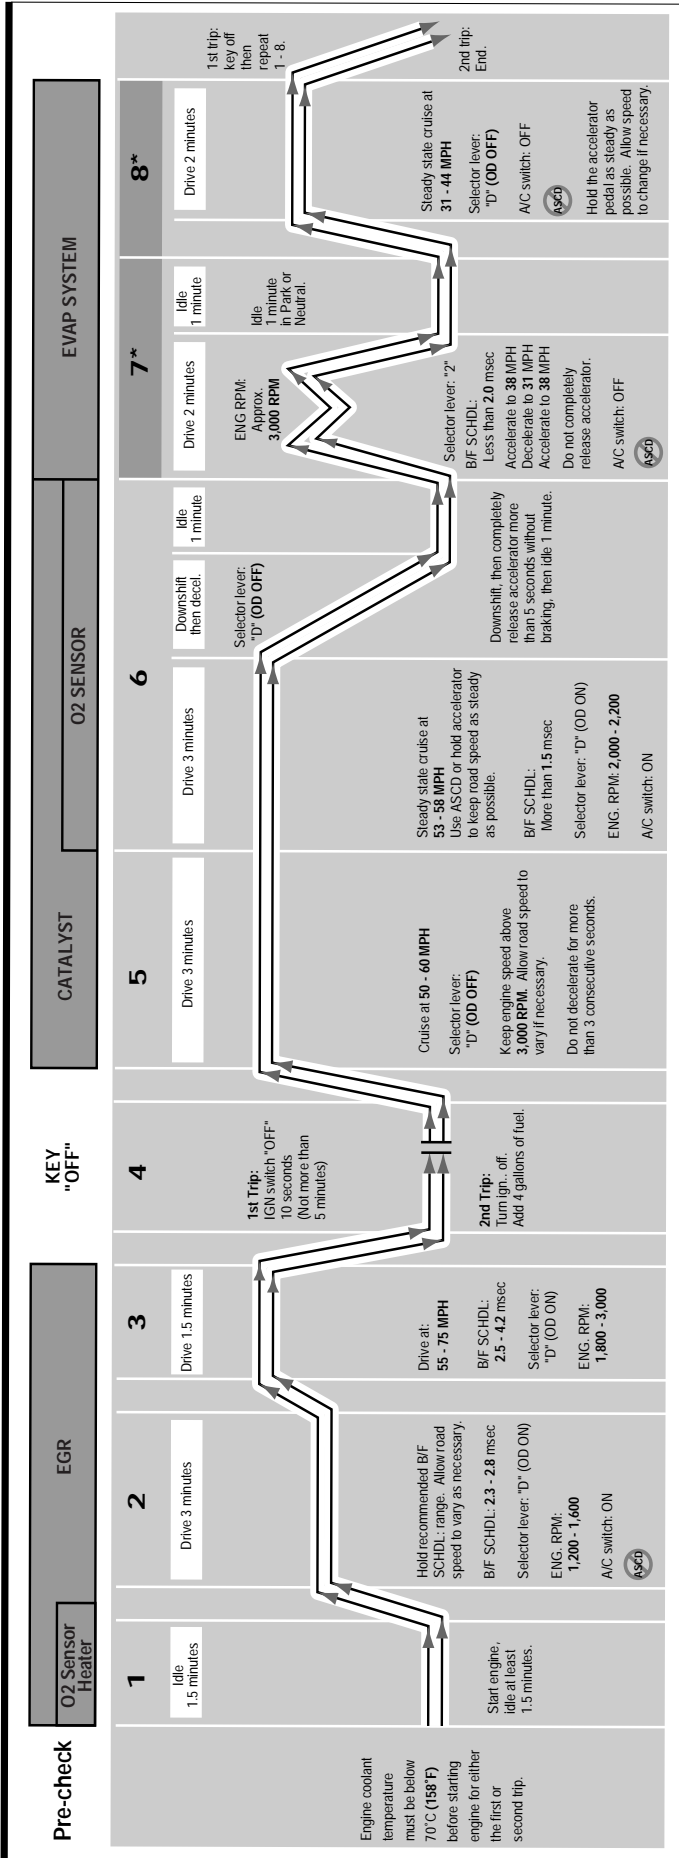 Pre-check
EGR
O2 Sensor
Heater
KEY
"OFF"
CATALYST
O2 SENSOR
EVAP SYSTEM
Engine coolant
temperature
must be below
70˚C (158˚F)
before starting
engine for either
the first or
second trip.
1
Idle
1.5 minutes
Start engine,
idle at least
1.5 minutes.
2
Drive 3 minutes
Hold recommended B/F
SCHDL: range. Allow road
speed to vary as necessary.
B/F SCHDL: 2.3 - 2.8 msec
Selector lever: "D" (OD ON)
ENG. RPM:
1,200 - 1,600
A/C switch: ON
ASCD
3
Drive 1.5 minutes
Drive at:
55 - 75 MPH
B/F SCHDL:
2.5 - 4.2 msec
Selector lever:
"D" (OD ON)
ENG. RPM:
1,800 - 3,000
4
1st Trip:
IGN switch "OFF"
10 seconds
(Not more than
5 minutes)
2nd Trip:
Turn ign.. off.
Add 4 gallons of fuel.
5
Drive 3 minutes
Cruise at 50 - 60 MPH
Selector lever:
"D" (OD OFF)
Keep engine speed above
3,000 RPM. Allow road speed to
vary if necessary.
Do not decelerate for more
than 3 consecutive seconds.
6
Drive 3 minutes
Steady state cruise at
53 - 58 MPH
Use ASCD or hold accelerator
to keep road speed as steady
as possible.
B/F SCHDL:
More than 1.5 msec
Selector lever: "D" (OD ON)
ENG. RPM: 2,000 - 2,200
A/C switch: ON
Downshift
then decel.
Selector lever:
"D" (OD OFF)
Idle
1 minute
Downshift, then completely
release accelerator more
than 5 seconds without
braking, then idle 1 minute.
7*
Drive 2 minutes
ENG RPM:
Approx.
3,000 RPM
Selector lever: "2"
B/F SCHDL:
Less than 2.0 msec
Accelerate to 38 MPH
Decelerate to 31 MPH
Accelerate to 38 MPH
Do not completely
release accelerator.
A/C switch: OFF
ASCD
Idle
1 minute
Idle
1 minute
in Park or
Neutral.
8*
Drive 2 minutes
Steady state cruise at
31 - 44 MPH
Selector lever:
"D" (OD OFF)
A/C switch: OFF
ASCD
Hold the accelerator
pedal as steady as
possible. Allow speed
to change if necessary.
1st trip:
key off
then
repeat
1 - 8.
2nd trip:
End.